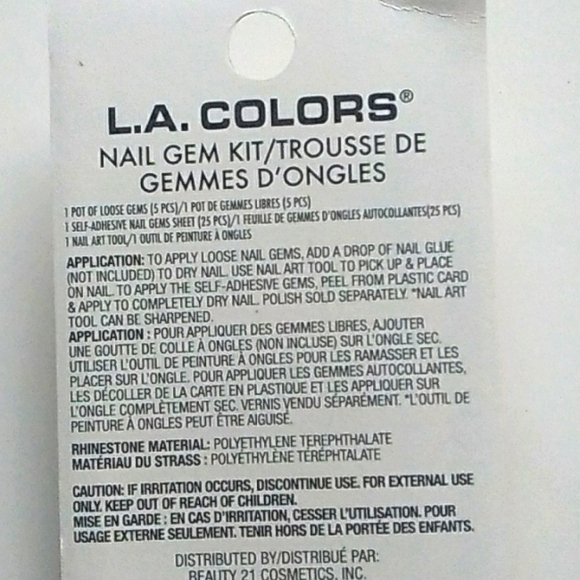 L.A. COLORS®
NAIL GEM KIT/TROUSSE DE
GEMMES D'ONGLES
1 POT OF LOOSE GEMS (5 PCS)/1 POT DE GEMMES LIBRES (5 PCS)
1 SELF-ADHESIVE NAIL GEMS SHEET (25 PCS)/1 FEUILLE DE GEMMES D'ONGLES AUTOCOLLANTES(25 PCS)
1 NAIL ART TOOL/1 OUTIL DE PEINTURE À ONGLES
APPLICATION: TO APPLY LOOSE NAIL GEMS, ADD A DROP OF NAIL GLUE
(NOT INCLUDED) TO DRY NAIL. USE NAIL ART TOOL TO PICK UP & PLACE
ON NAIL. TO APPLY THE SELF-ADHESIVE GEMS, PEEL FROM PLASTIC CARD
& APPLY TO COMPLETELY DRY NAIL. POLISH SOLD SEPARATELY. *NAIL ART
TOOL CAN BE SHARPENED.
APPLICATION : POUR APPLIQUER DES GEMMES LIBRES, AJOUTER
UNE GOUTTE DE COLLE À ONGLES (NON INCLUSE) SUR L'ONGLE SEC.
UTILISER L'OUTIL DE PEINTURE À ONGLES POUR LES RAMASSER ET LES
PLACER SUR L'ONGLE. POUR APPLIQUER LES GEMMES AUTOCOLLANTES,
LES DÉCOLLER DE LA CARTE EN PLASTIQUE ET LES APPLIQUER SUR
L'ONGLE COMPLÈTEMENT SEC. VERNIS VENDU SÉPARÉMENT. *L'OUTIL DE
PEINTURE À ONGLES PEUT ÊTRE AIGUISÉ.
RHINESTONE MATERIAL: POLYETHYLENE TEREPHTHALATE
MATÉRIAU DU STRASS : POLYÉTHYLÈNE TÉRÉPHTALATE
CAUTION: IF IRRITATION OCCURS, DISCONTINUE USE. FOR EXTERNAL USE
ONLY. KEEP OUT OF REACH OF CHILDREN.
MISE EN GARDE : EN CAS D'IRRITATION, CESSER L'UTILISATION. POUR
USAGE EXTERNE SEULEMENT. TENIR HORS DE LA PORTÉE DES ENFANTS.
DISTRIBUTED BY/DISTRIBUÉ PAR:
BEAUTY 21 COSMETICS, INC.